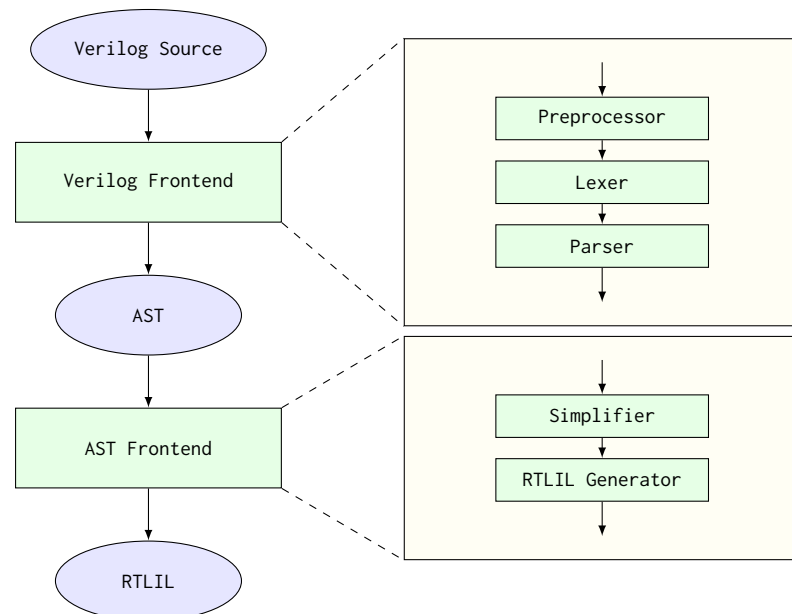 Verilog Source
Verilog Frontend
AST
AST Frontend
RTLIL
Preprocessor
Lexer
Parser
Simplifier
RTLIL Generator